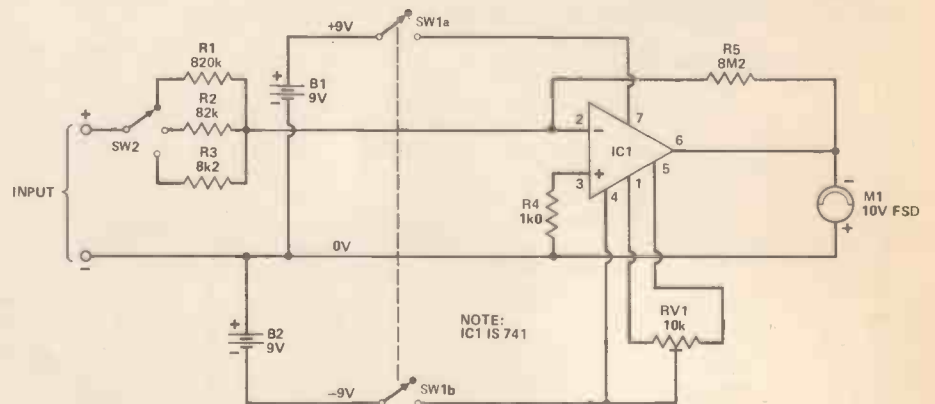 +9V
SW1a
R1
820k
R2
82k
R3
8k2
SW2
+
INPUT
-
+
B1
9V
-
R5
8M2
2
-
7
IC1
6
3
+
4
1
5
R4
1k0
-
M1
10V FSD
+
0V
+
B2
9V
-
NOTE:
IC1 IS 741
RV1
10k
-9V
SW1b